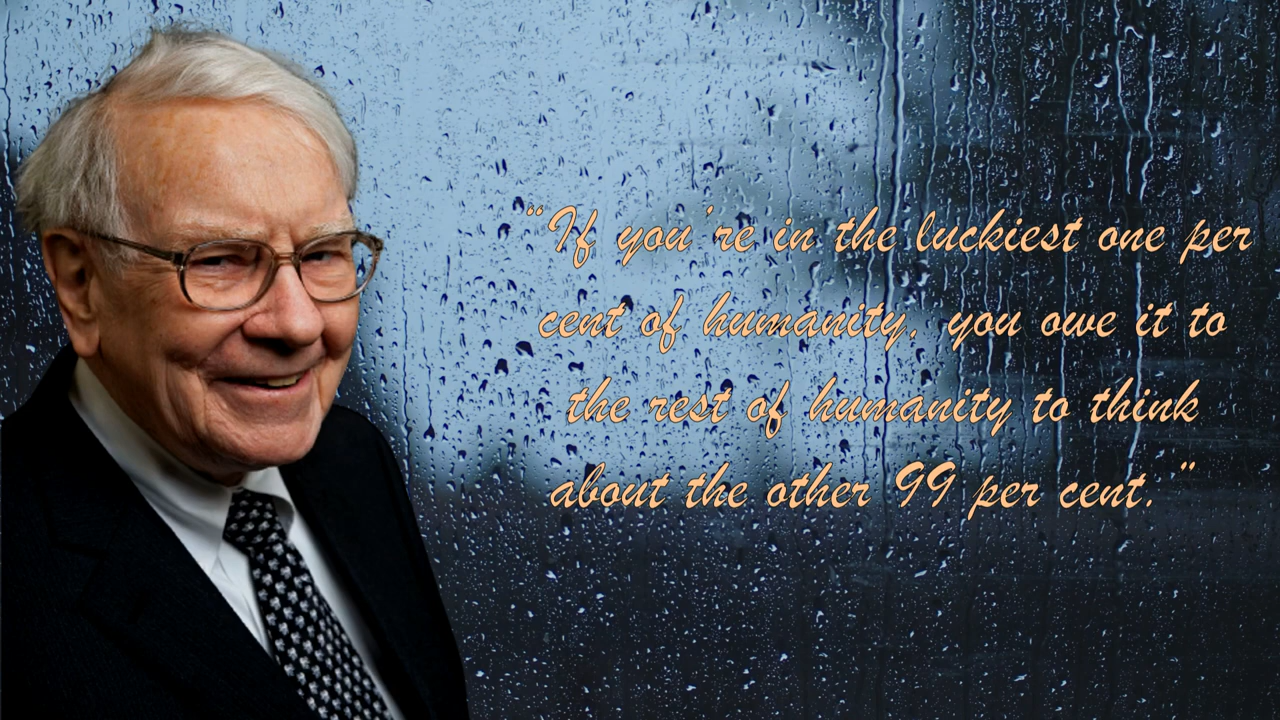 “If you’re in the luckiest one per
cent of humanity, you owe it to
the rest of humanity to think
about the other 99 per cent.”